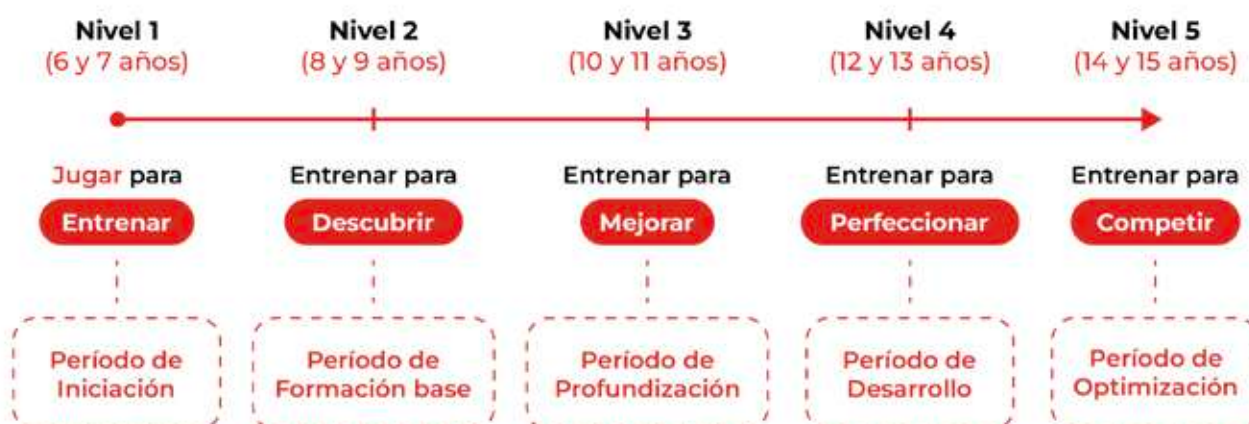 Nivel 1
(6 y 7 años)
Nivel 2
(8 y 9 años)
Nivel 3
(10 y 11 años)
Nivel 4
(12 y 13 años)
Nivel 5
(14 y 15 años)
Jugar para
Entrenar
Entrenar para
Descubrir
Entrenar para
Mejorar
Entrenar para
Perfeccionar
Entrenar para
Competir
Período de
Iniciación
Período de
Formación base
Período de
Profundización
Período de
Desarrollo
Período de
Optimización